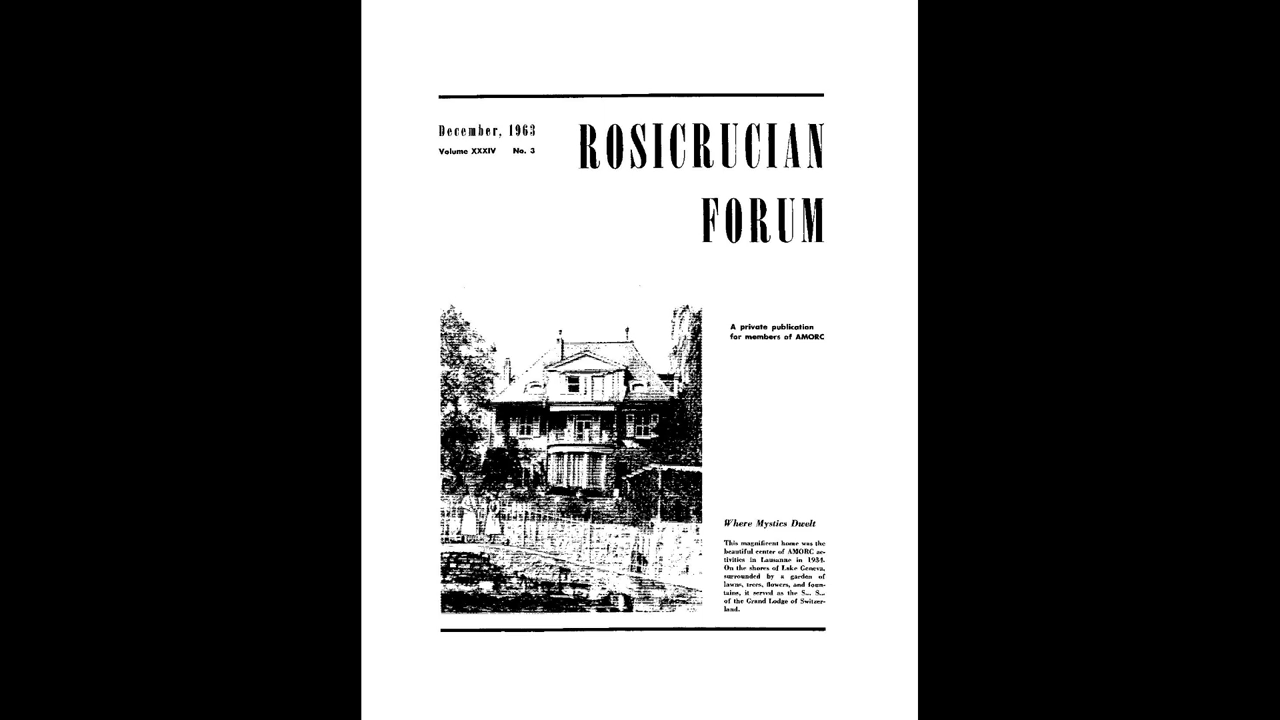 December, 1963
Volume XXXIV No. 3
ROSICRUCIAN
FORUM
A private publication
for members of AMORC
Where Mystics Dwelt
This magnificent home was the
beautiful center of AMORC ac-
tivities in Lausanne in 1934.
On the shores of Lake Geneva,
surrounded by a garden of
lawns, trees, flowers, and foun-
tains, it served as the S... S...
of the Grand Lodge of Switzer-
land.